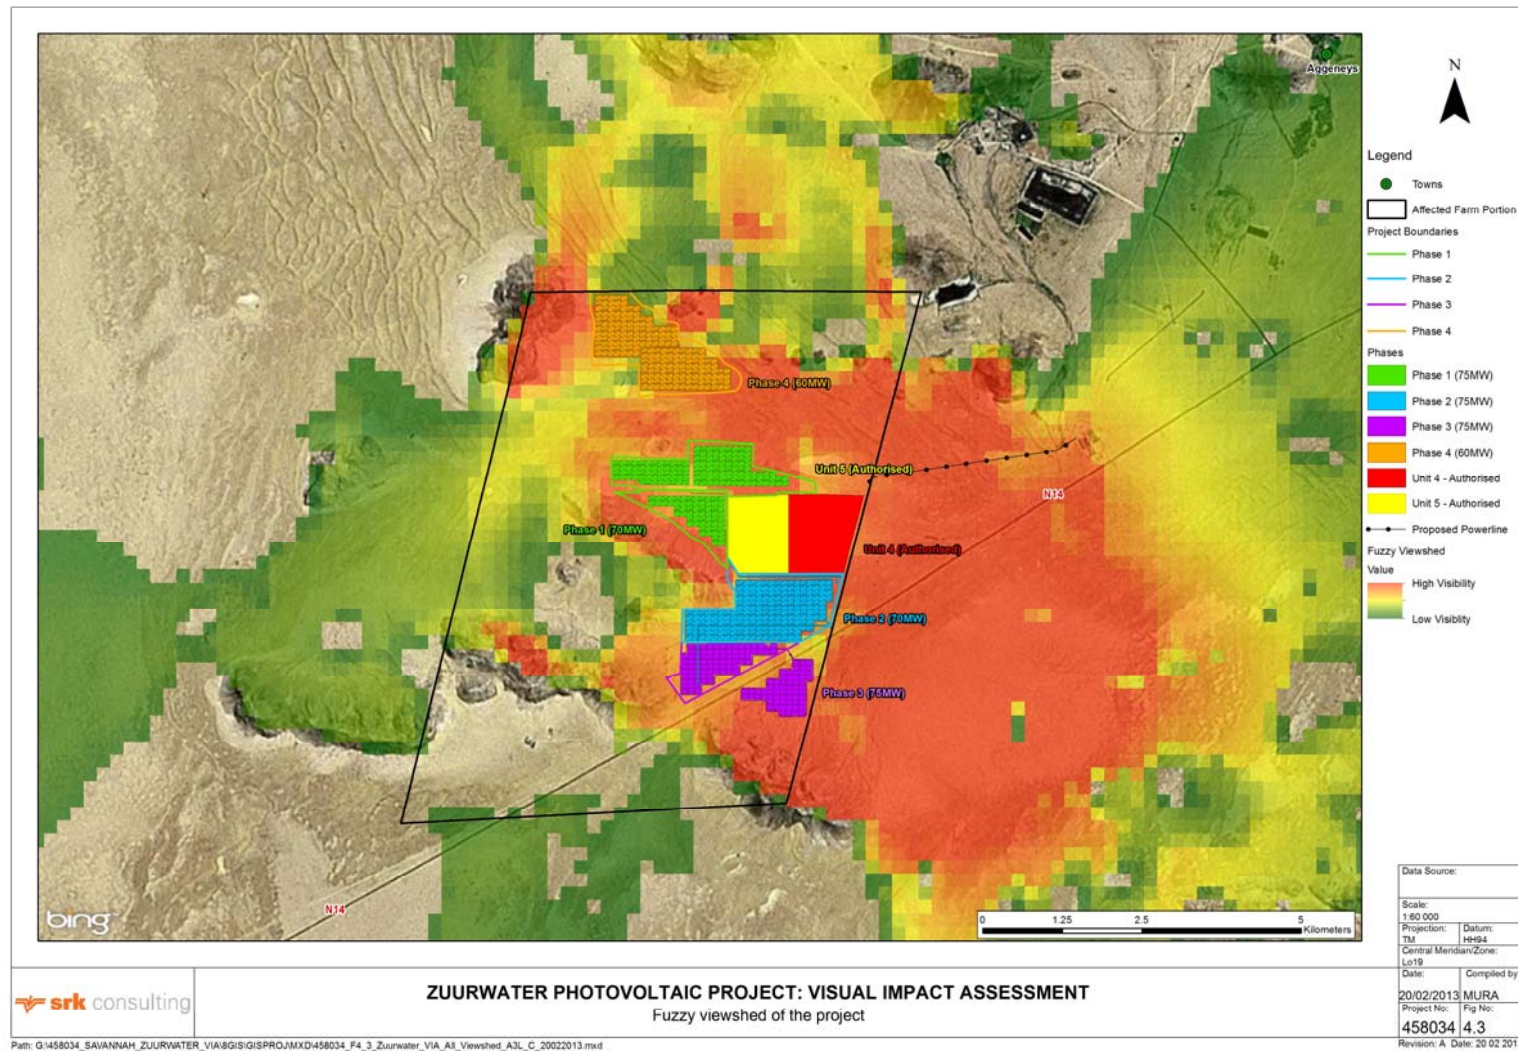 Aggeneys
N
Legend
Towns
Affected Farm Portion
Project Boundaries
Phase 1
Phase 2
Phase 3
Phase 4
Phases
Phase 1 (75MW)
Phase 2 (75MW)
Phase 3 (75MW)
Phase 4 (60MW)
Unit 4 - Authorised
Unit 5 - Authorised
Proposed Powerline
Fuzzy Viewshed
Value
High Visibility
Low Visiblity
Phase 4 (60MW)
Unit 5 (Authorised)
N14
Phase 1 (70MW)
Unit 4 (Authorised)
Phase 2 (70MW)
Phase 3 (75MW)
N14
bing
0 1.25 2.5 5
Kilometers
Data Source:
Scale:
1:60 000
Projection: Datum:
TM HH94
Central Meridian/Zone:
Lo19
Date: Compiled by
20/02/2013 MURA
Project No: Fig No:
458034 4.3
Revision: A Date: 20 02 201
srk consulting
ZUURWATER PHOTOVOLTAIC PROJECT: VISUAL IMPACT ASSESSMENT
Fuzzy viewshed of the project
Path: G:\458034_SAVANNAH_ZUURWATER_VIA\8GIS\GISPROJ\MXD\458034_F4_3_Zuurwater_VIA_All_Viewshed_A3L_C_20022013.mxd